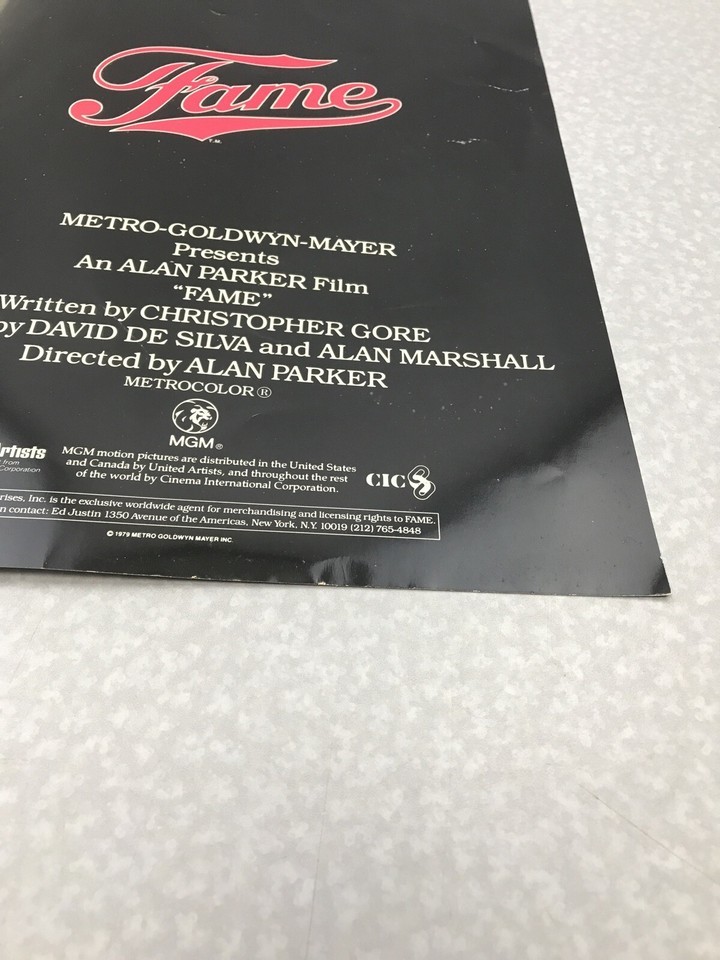 Fame
T.M.
METRO-GOLDWYN-MAYER
Presents
An ALAN PARKER Film
"FAME"
Written by CHRISTOPHER GORE
by DAVID DE SILVA and ALAN MARSHALL
Directed by ALAN PARKER
METROCOLOR®
MGM®
Artists
from
Corporation
MGM motion pictures are distributed in the United States
and Canada by United Artists, and throughout the rest
of the world by Cinema International Corporation.
CIC
rises, Inc. is the exclusive worldwide agent for merchandising and licensing rights to FAME.
n contact: Ed Justin 1350 Avenue of the Americas, New York, N.Y. 10019 (212) 765-4848
© 1979 METRO GOLDWYN MAYER INC.